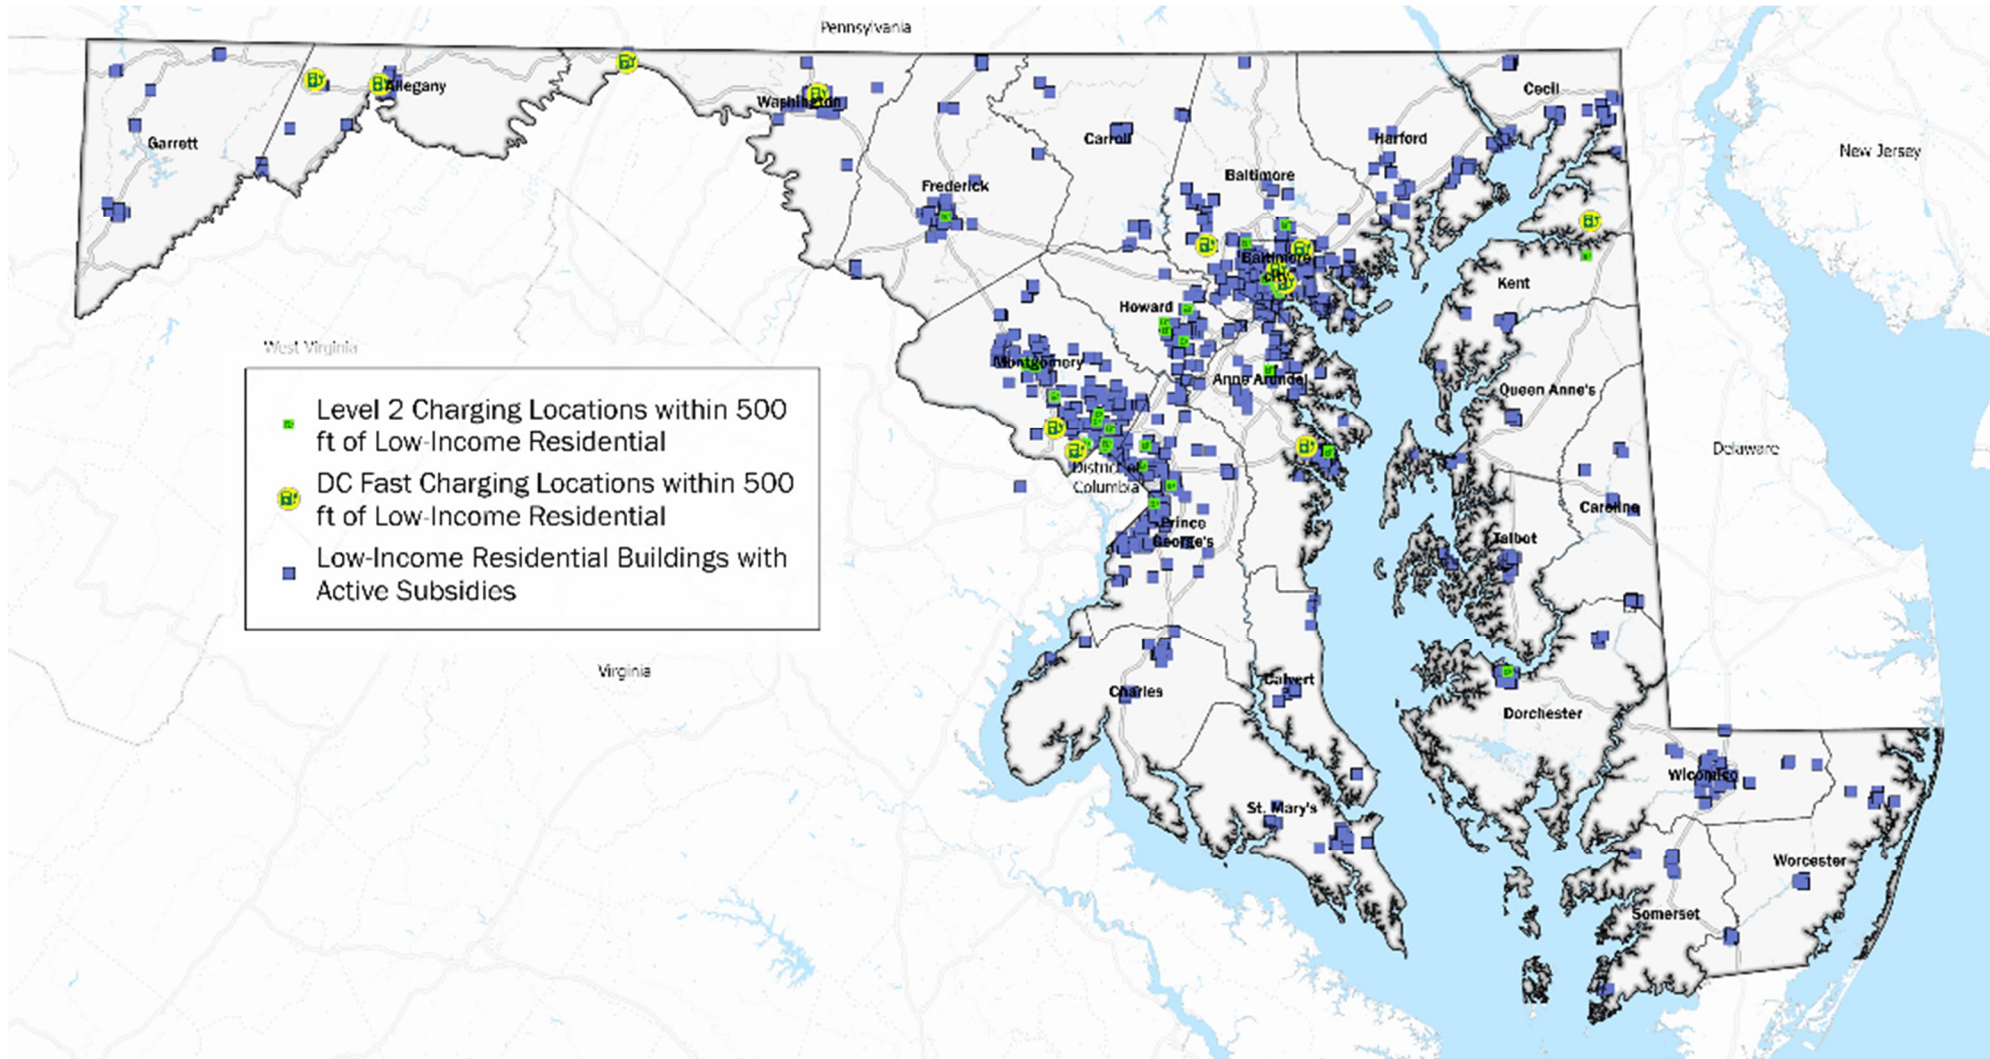 Pennsylvania
Allegany
Washington
Garrett
Carroll
Harford
Cecil
New Jersey
Frederick
Baltimore
Baltimore
city
Kent
Howard
West Virginia
Montgomery
Anne Arundel
Queen Anne's
Level 2 Charging Locations within 500
ft of Low-Income Residential
DC Fast Charging Locations within 500
ft of Low-Income Residential
Low-Income Residential Buildings with
Active Subsidies
District of
Columbia
Delaware
Caroline
Prince
George's
Talbot
Virginia
Charles
Calvert
Dorchester
Wicomico
St. Mary's
Worcester
Somerset